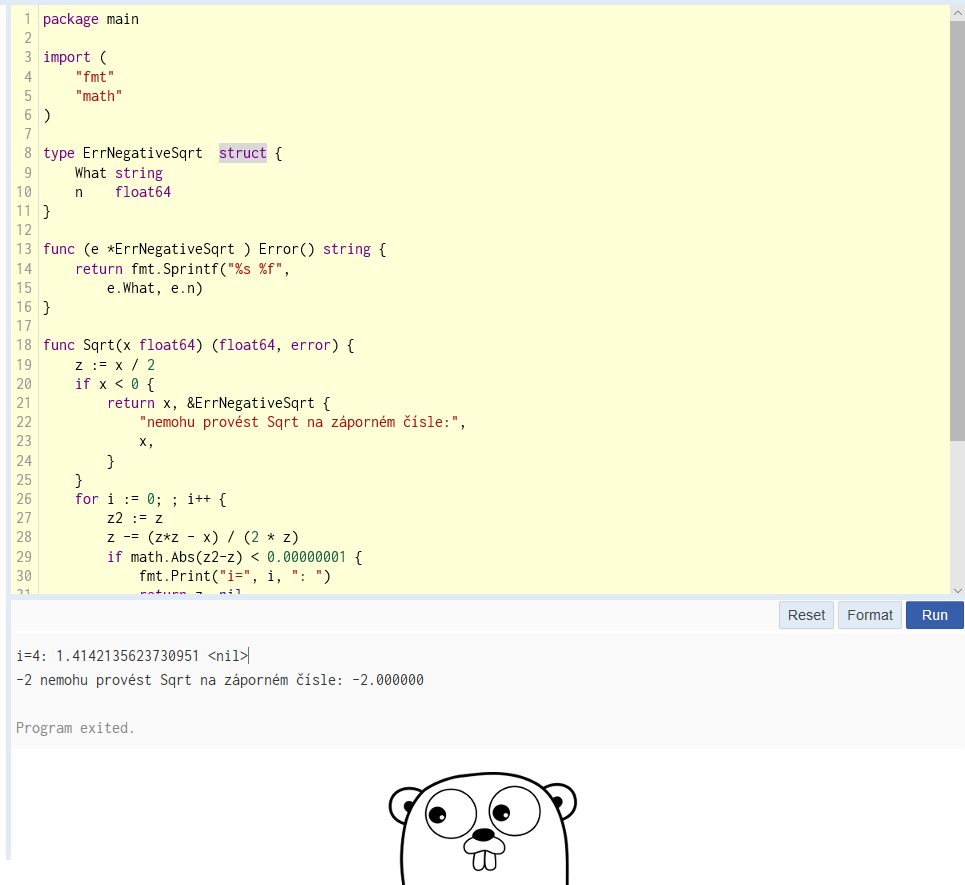 1 package main
2
3 import (
4     "fmt"
5     "math"
6 )
7
8 type ErrNegativeSqrt  struct {
9     What string
10     n    float64
11 }
12
13 func (e *ErrNegativeSqrt ) Error() string {
14     return fmt.Sprintf("%s %f",
15         e.What, e.n)
16 }
17
18 func Sqrt(x float64) (float64, error) {
19     z := x / 2
20     if x < 0 {
21         return x, &ErrNegativeSqrt {
22             "nemohu provést Sqrt na záporném čísle:",
23             x,
24         }
25     }
26     for i := 0; ; i++ {
27         z2 := z
28         z -= (z*z - x) / (2 * z)
29         if math.Abs(z2-z) < 0.00000001 {
30             fmt.Print("i=", i, ": ")
31             return z, nil
Reset Format Run
i=4: 1.4142135623730951 <nil>
-2 nemohu provést Sqrt na záporném čísle: -2.000000
Program exited.